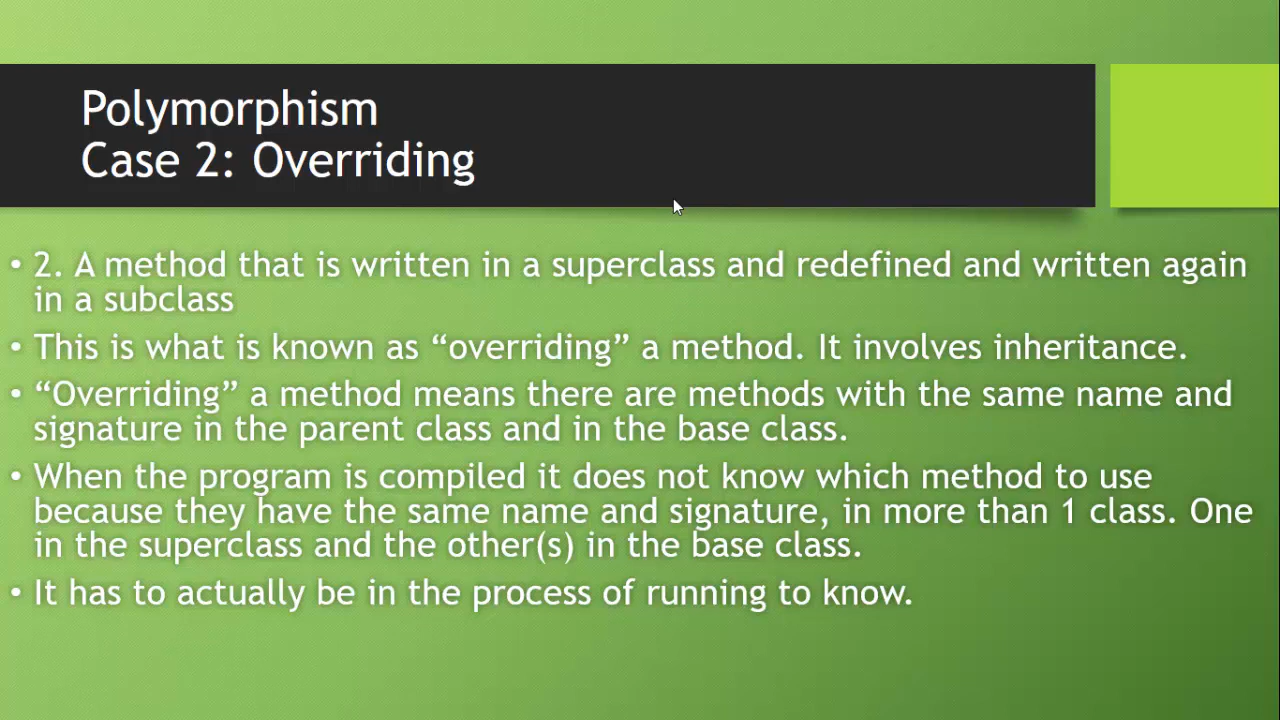 Polymorphism
Case 2: Overriding
• 2. A method that is written in a superclass and redefined and written again
in a subclass
• This is what is known as “overriding” a method. It involves inheritance.
• “Overriding” a method means there are methods with the same name and
signature in the parent class and in the base class.
• When the program is compiled it does not know which method to use
because they have the same name and signature, in more than 1 class. One
in the superclass and the other(s) in the base class.
• It has to actually be in the process of running to know.